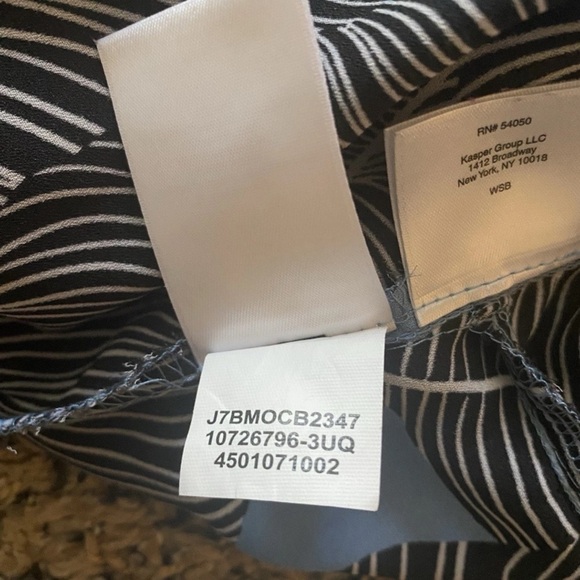 RN# 54050
Kasper Group LLC
1412 Broadway
New York, NY 10018
WSB
J7BMOCB2347
10726796-3UQ
4501071002